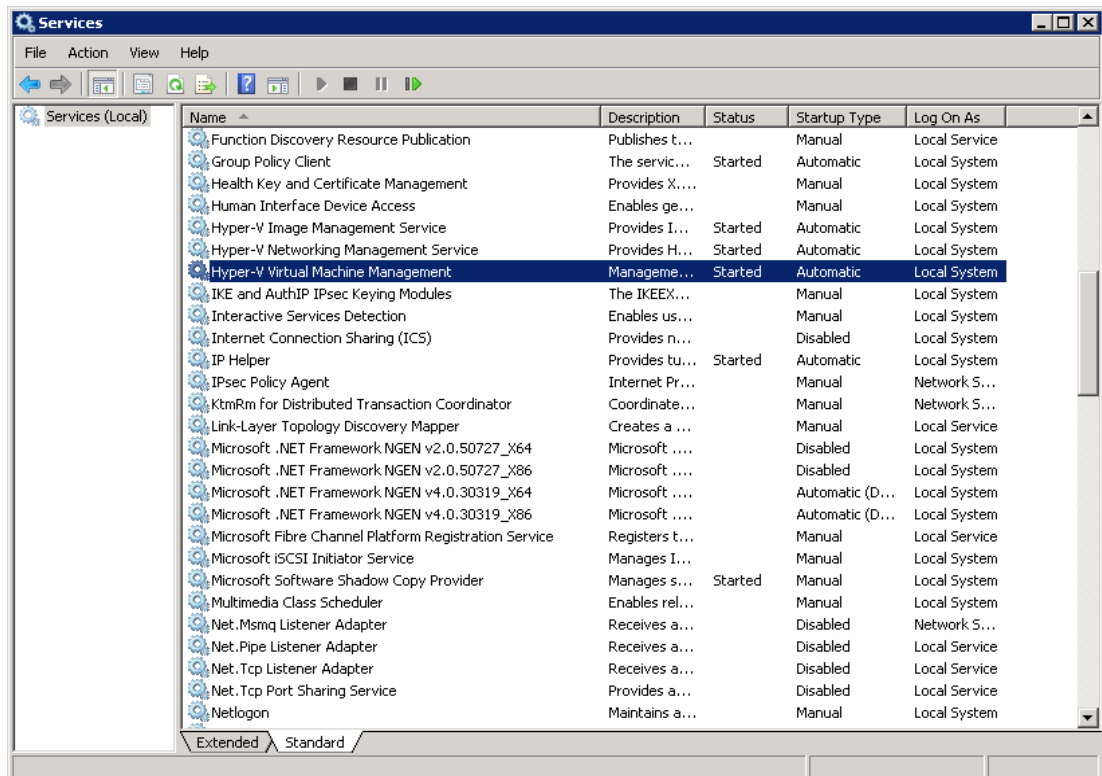 Services
File Action View Help
Services (Local)
Name Description Status Startup Type Log On As
Function Discovery Resource Publication Publishes t... Manual Local Service
Group Policy Client The servic... Started Automatic Local System
Health Key and Certificate Management Provides X.... Manual Local System
Human Interface Device Access Enables ge... Manual Local System
Hyper-V Image Management Service Provides I... Started Automatic Local System
Hyper-V Networking Management Service Provides H... Started Automatic Local System
Hyper-V Virtual Machine Management Manageme... Started Automatic Local System
IKE and AuthIP IPsec Keying Modules The IKEEX... Manual Local System
Interactive Services Detection Enables us... Manual Local System
Internet Connection Sharing (ICS) Provides n... Disabled Local System
IP Helper Provides tu... Started Automatic Local System
IPsec Policy Agent Internet Pr... Manual Network S...
KtmRm for Distributed Transaction Coordinator Coordinate... Manual Network S...
Link-Layer Topology Discovery Mapper Creates a ... Manual Local Service
Microsoft .NET Framework NGEN v2.0.50727_X64 Microsoft .... Disabled Local System
Microsoft .NET Framework NGEN v2.0.50727_X86 Microsoft .... Disabled Local System
Microsoft .NET Framework NGEN v4.0.30319_X64 Microsoft .... Automatic (D... Local System
Microsoft .NET Framework NGEN v4.0.30319_X86 Microsoft .... Automatic (D... Local System
Microsoft Fibre Channel Platform Registration Service Registers t... Manual Local Service
Microsoft iSCSI Initiator Service Manages I... Manual Local System
Microsoft Software Shadow Copy Provider Manages s... Started Manual Local System
Multimedia Class Scheduler Enables rel... Manual Local System
Net.Msmq Listener Adapter Receives a... Disabled Network S...
Net.Pipe Listener Adapter Receives a... Disabled Local Service
Net.Tcp Listener Adapter Receives a... Disabled Local Service
Net.Tcp Port Sharing Service Provides a... Disabled Local Service
Netlogon Maintains a... Manual Local System
Extended Standard